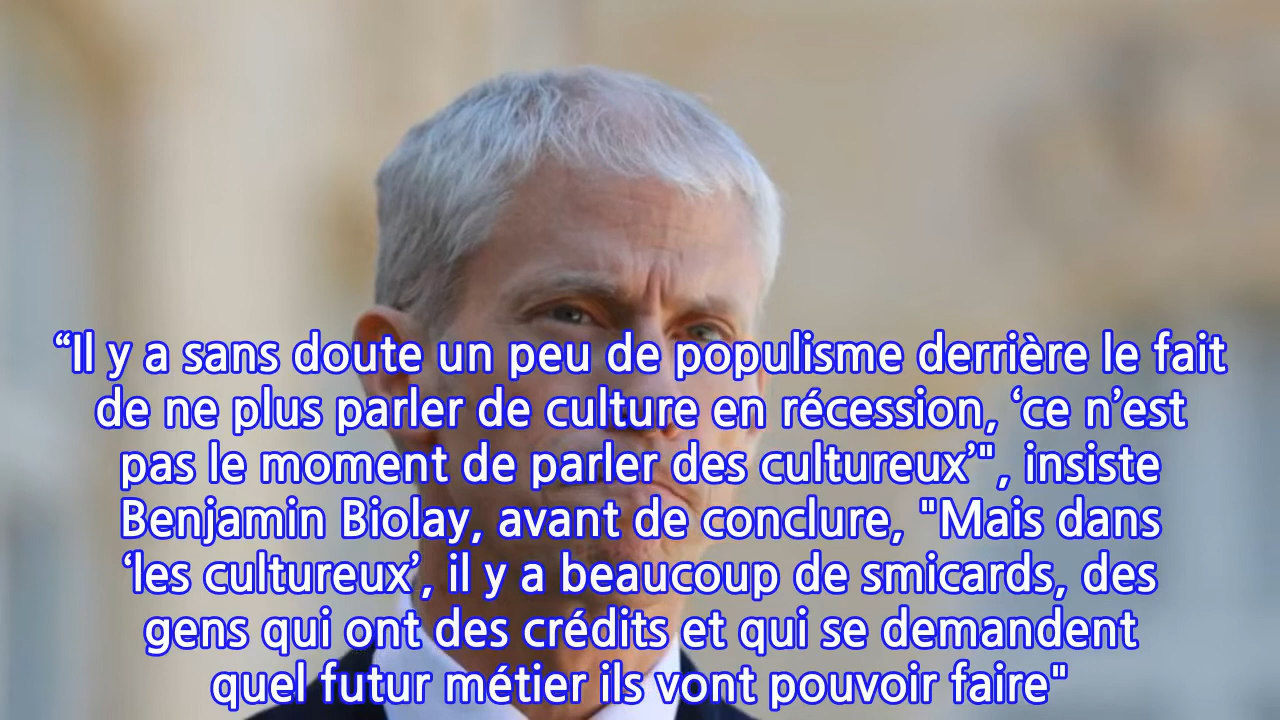 “Il y a sans doute un peu de populisme derrière le fait
de ne plus parler de culture en récession, ‘ce n’est
pas le moment de parler des cultureux’", insiste
Benjamin Biolay, avant de conclure, "Mais dans
‘les cultureux’, il y a beaucoup de smicards, des
gens qui ont des crédits et qui se demandent
quel futur métier ils vont pouvoir faire"